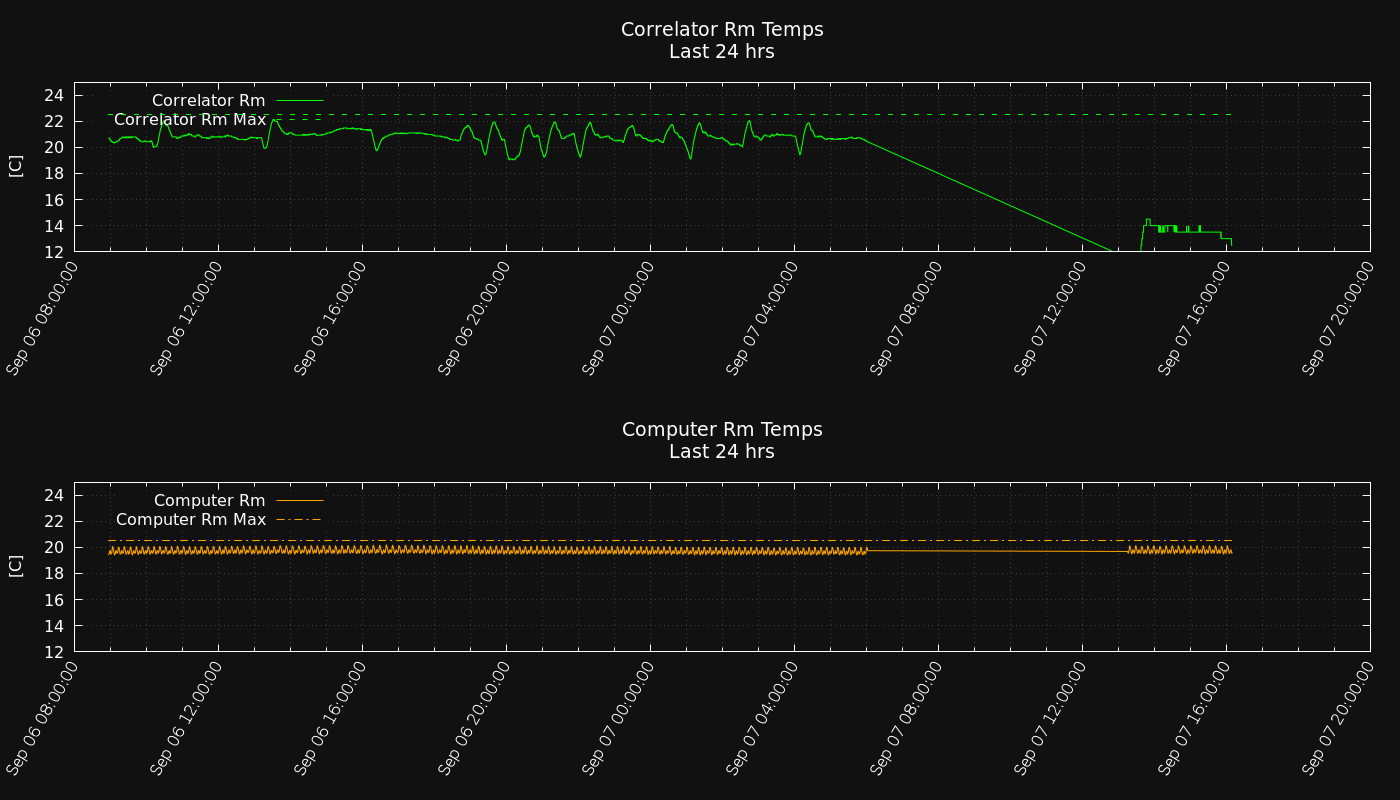 Correlator Rm Temps
Last 24 hrs
24
22
20
18
16
14
12
[C]
Correlator Rm
Correlator Rm Max
Sep 06 08:00:00
Sep 06 12:00:00
Sep 06 16:00:00
Sep 06 20:00:00
Sep 07 00:00:00
Sep 07 04:00:00
Sep 07 08:00:00
Sep 07 12:00:00
Sep 07 16:00:00
Sep 07 20:00:00
Computer Rm Temps
Last 24 hrs
24
22
20
18
16
14
12
[C]
Computer Rm
Computer Rm Max
Sep 06 08:00:00
Sep 06 12:00:00
Sep 06 16:00:00
Sep 06 20:00:00
Sep 07 00:00:00
Sep 07 04:00:00
Sep 07 08:00:00
Sep 07 12:00:00
Sep 07 16:00:00
Sep 07 20:00:00